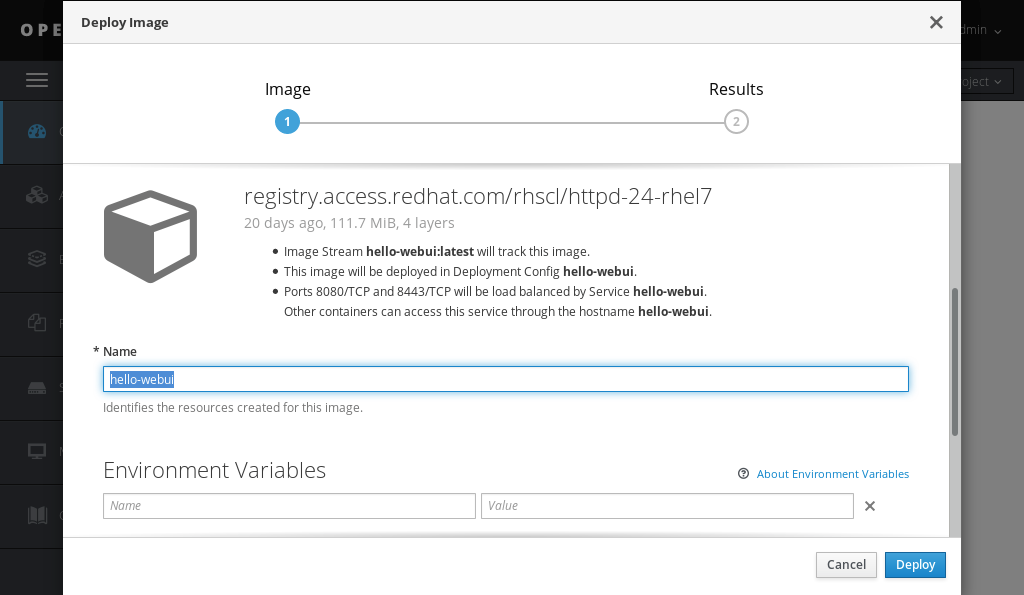 Deploy Image
OPE
dmin
oject
Image
Results
1
2
registry.access.redhat.com/rhscl/httpd-24-rhel7
20 days ago, 111.7 MiB, 4 layers
Image Stream hello-webui:latest will track this image.
This image will be deployed in Deployment Config hello-webui.
Ports 8080/TCP and 8443/TCP will be load balanced by Service hello-webui.
Other containers can access this service through the hostname hello-webui.
* Name
hello-webui
Identifies the resources created for this image.
Environment Variables
About Environment Variables
Name
Value
Cancel
Deploy